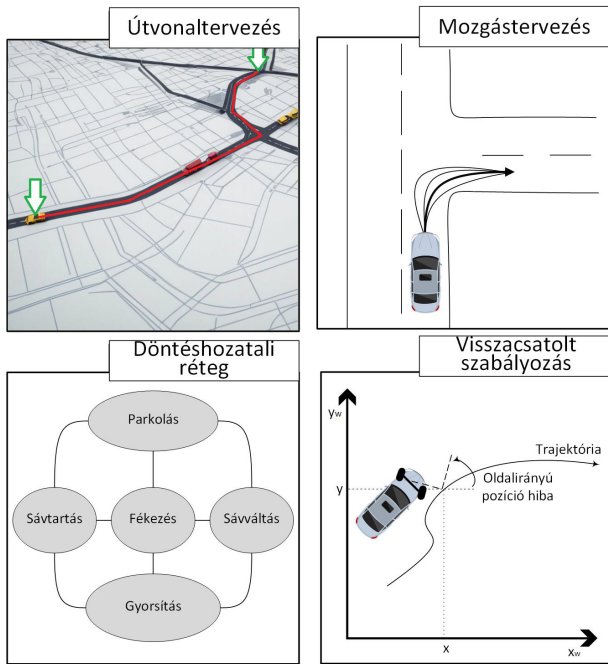 Útvonaltervezés
Mozgástervezés
Döntéshozatali
réteg
Parkolás
Sávtartás
Fékezés
Sávváltás
Gyorsítás
Visszacsatolt
szabályozás
yw
Trajektória
Oldalirányú
pozíció hiba
y
x
xw